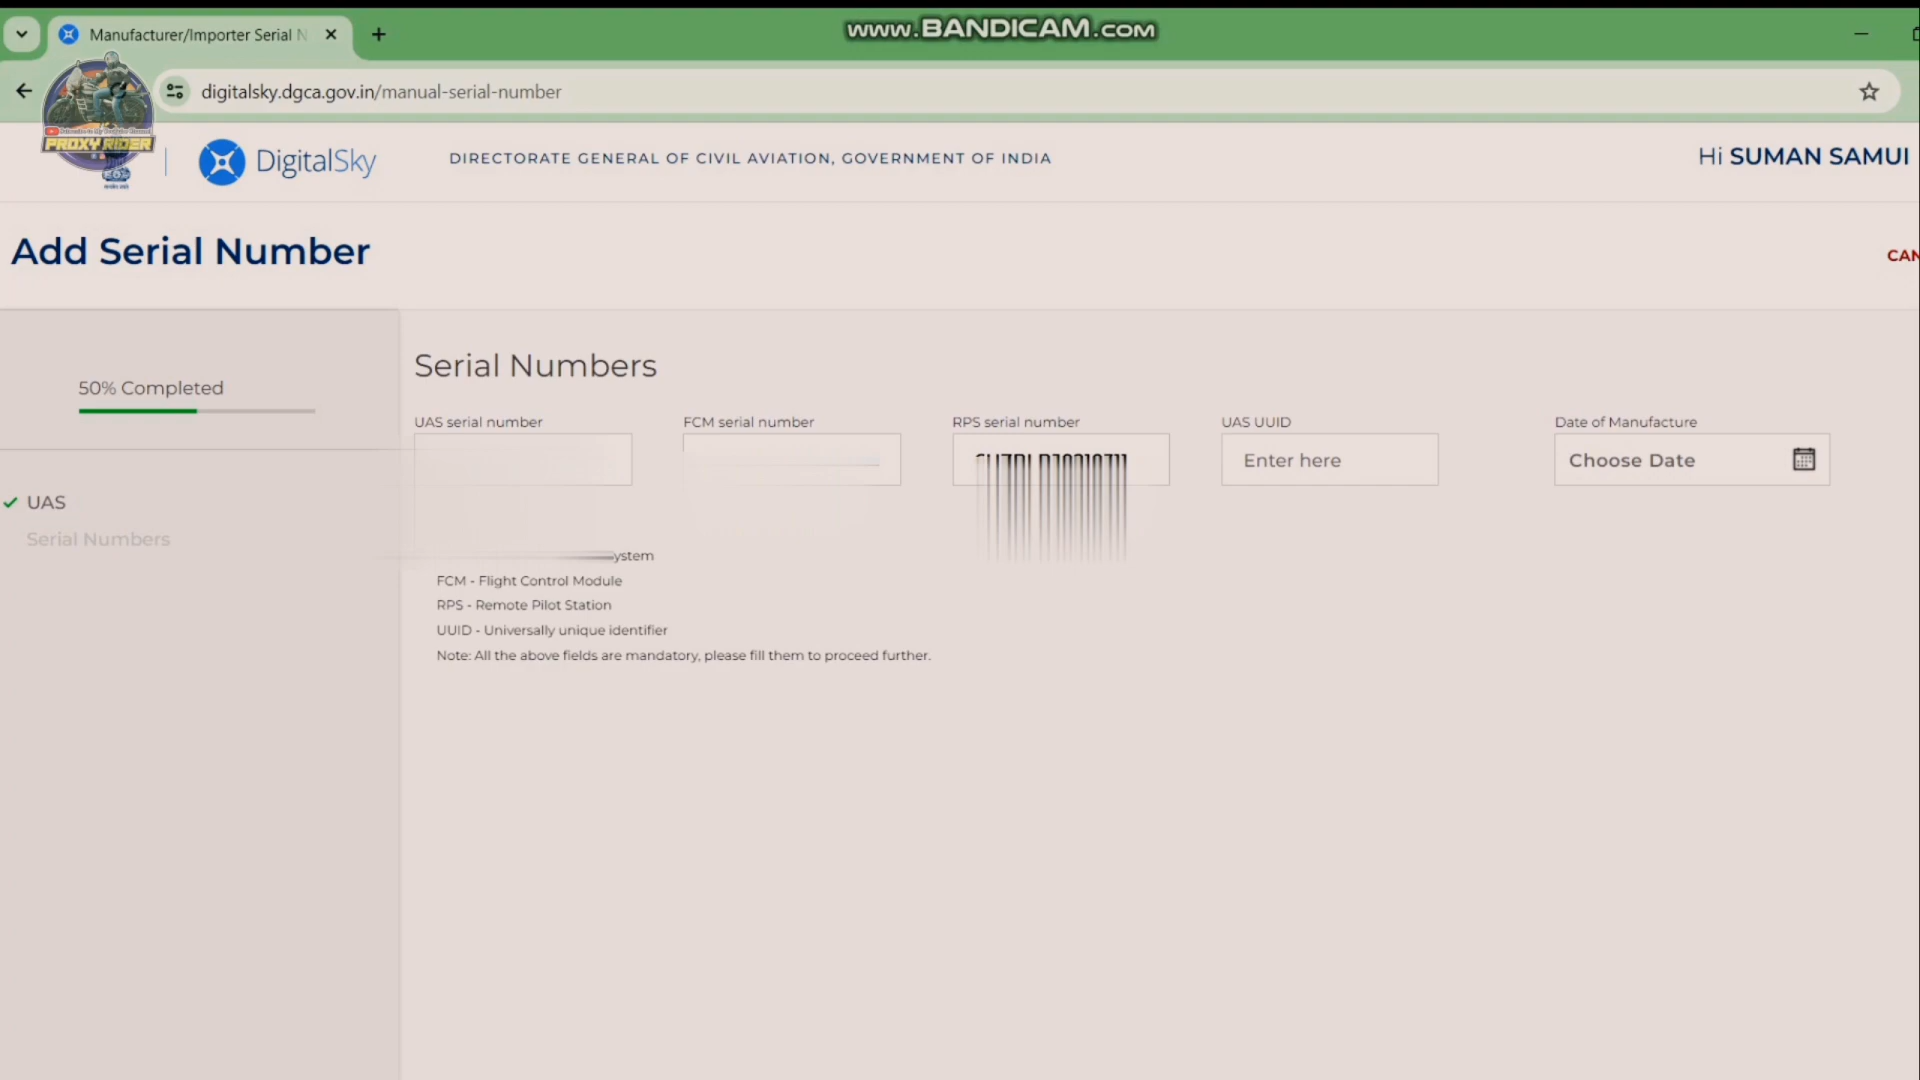 Manufacturer/Importer Serial N
www.BANDICAM.com
digitalsky.dgca.gov.in/manual-serial-number
PROXY RIDER
DigitalSky
DIRECTORATE GENERAL OF CIVIL AVIATION, GOVERNMENT OF INDIA
Hi SUMAN SAMUI
Add Serial Number
CAN
50% Completed
UAS
Serial Numbers
Serial Numbers
UAS serial number
FCM serial number
RPS serial number
UAS UUID
Date of Manufacture
Enter here
Choose Date
ystem
FCM - Flight Control Module
RPS - Remote Pilot Station
UUID - Universally unique identifier
Note: All the above fields are mandatory, please fill them to proceed further.